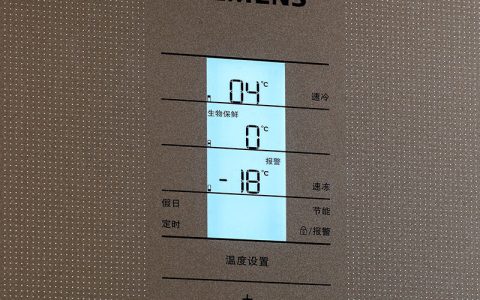 SIEMENS
04°C
速冷
生物保鲜
0°C
报警
-18°C
速冻
假日
节能
定时
/报警
温度设置
+